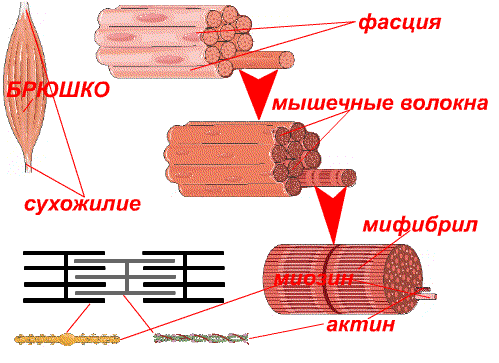 фасция
БРЮШКО
мышечные волокна
сухожилие
мифибрил
миозин
актин